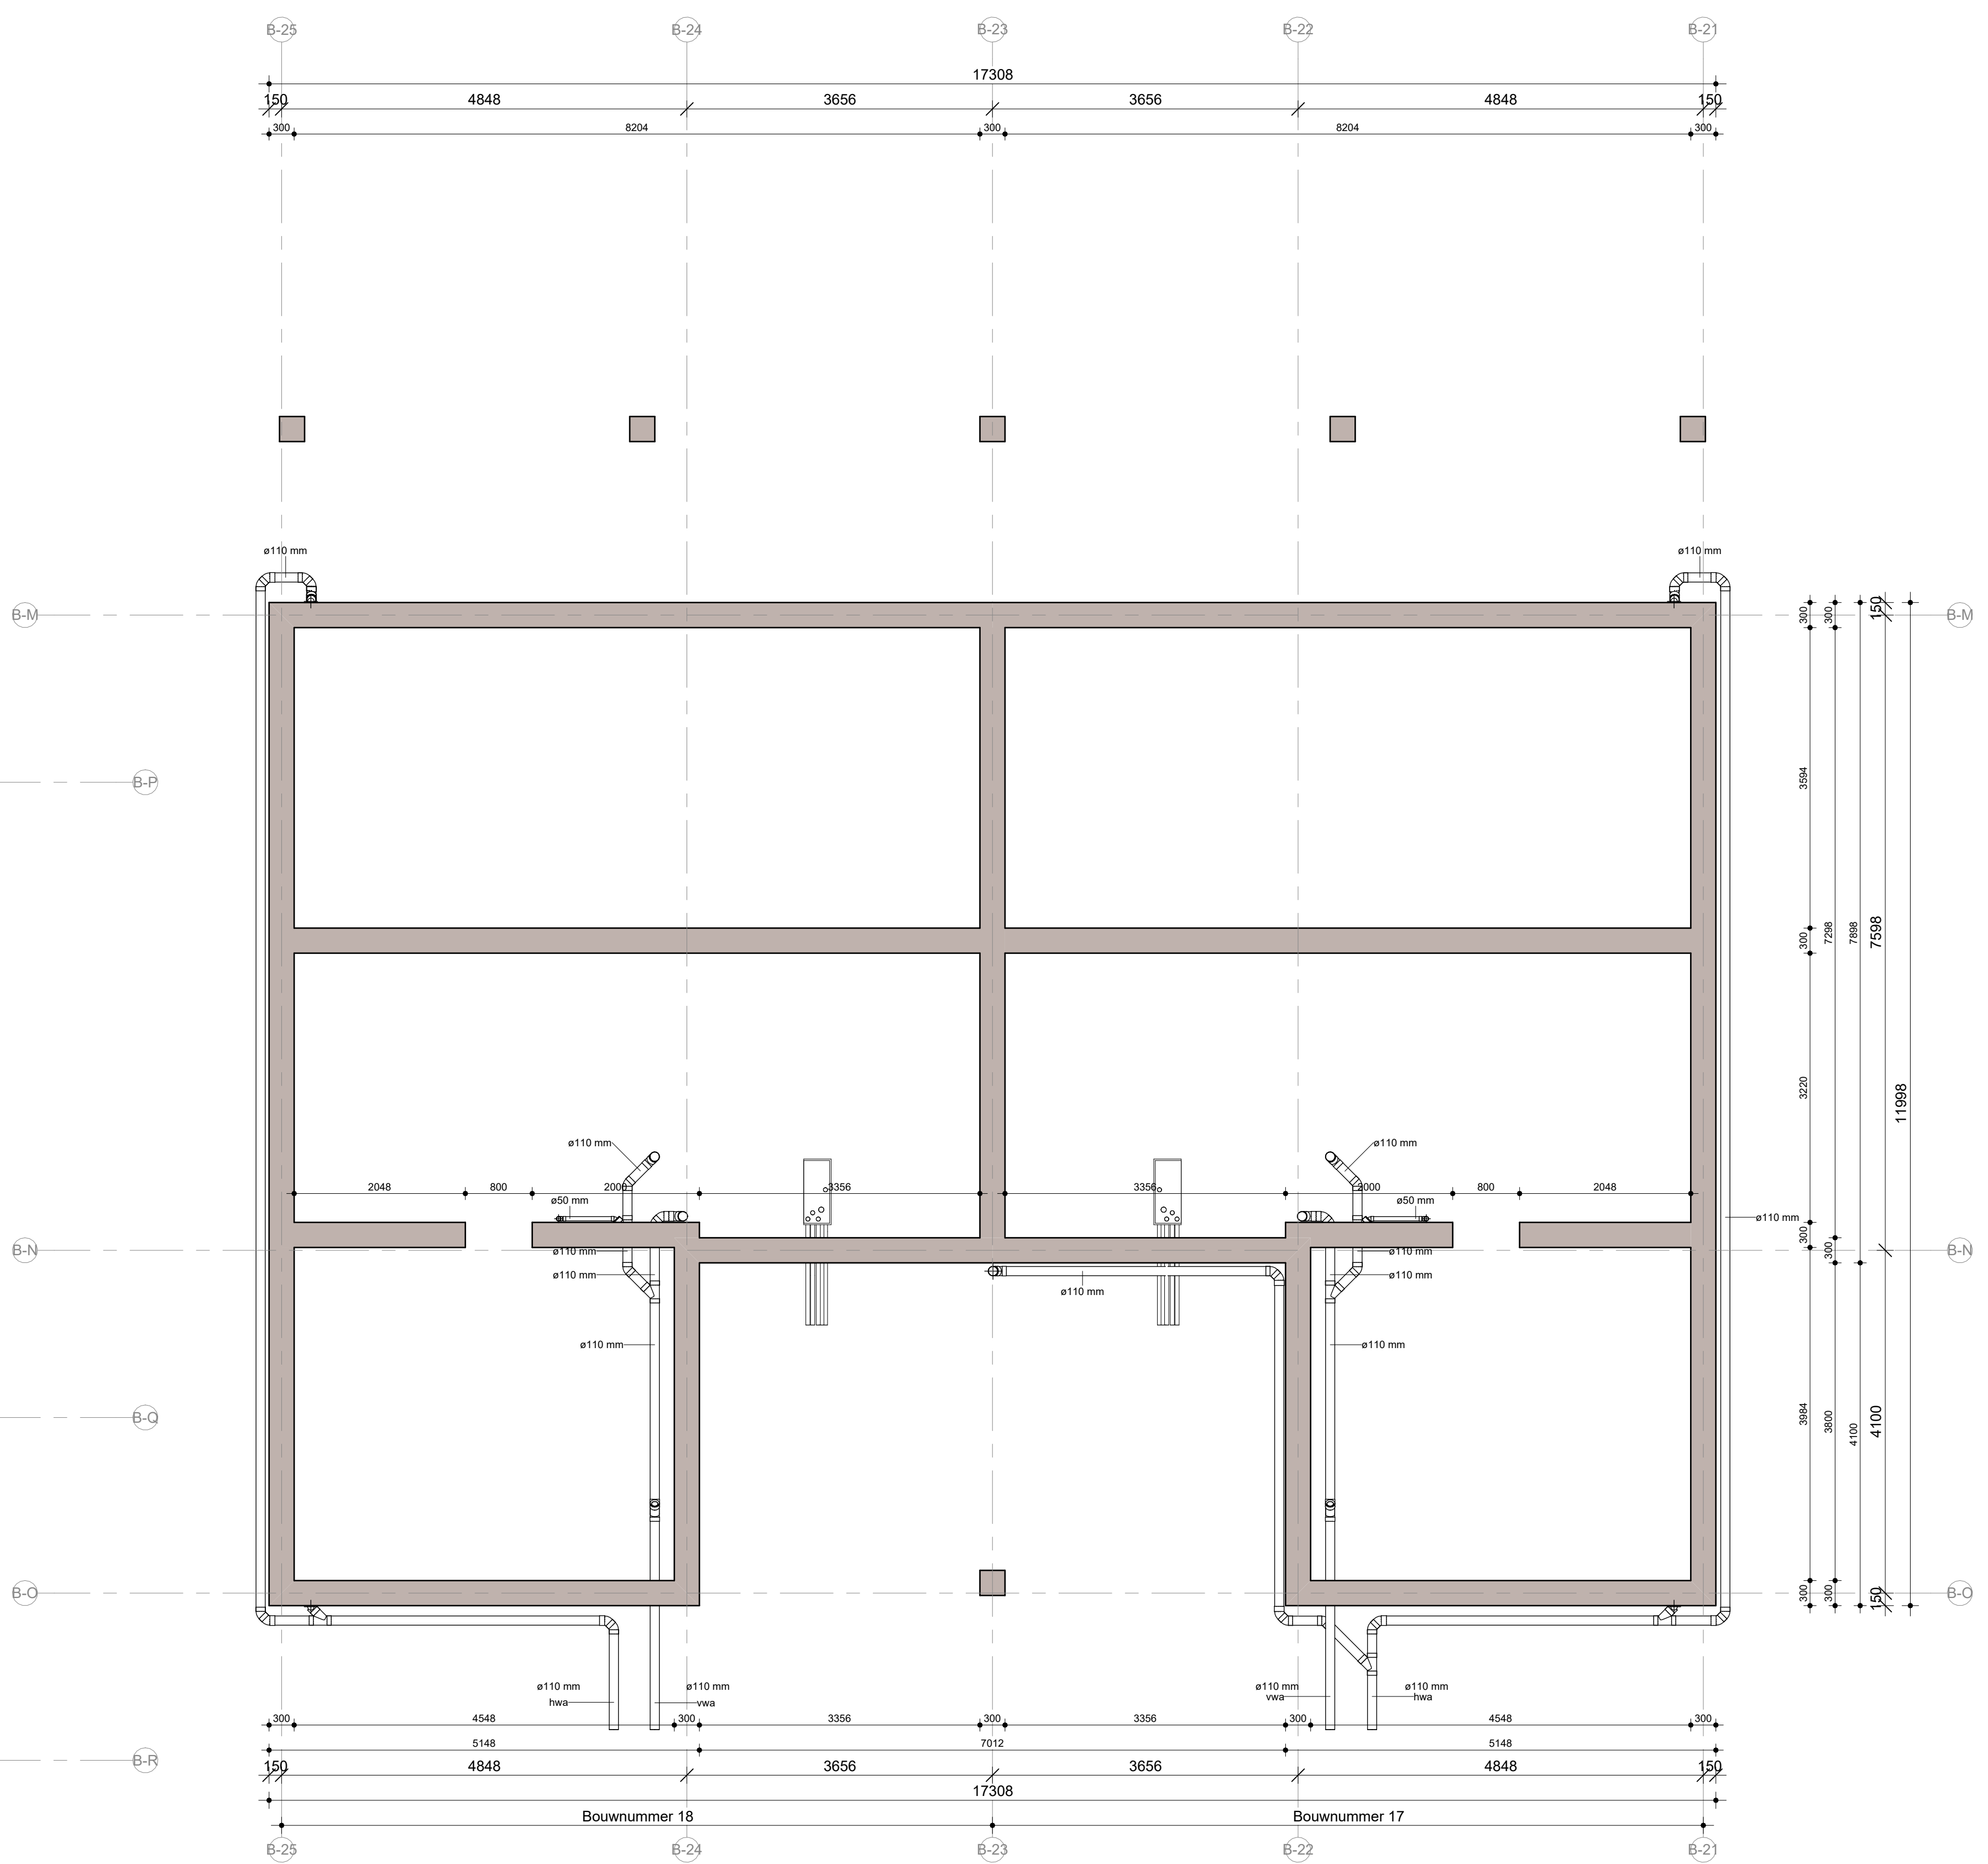 B-25 B-24 B-23 B-22 B-21
17308
150 4848 3656 3656 4848 150
300 8204 300 8204 300
ø110 mm ø110 mm
B-M B-M
300 300 150
B-P
3594
300 7298 7898 7598
3220 11998
ø110 mm ø110 mm
2048 800 2000 3356 3356 2000 800 2048
ø50 mm ø50 mm
ø110 mm
300
B-N B-N
300
ø110 mm ø110 mm
ø110 mm ø110 mm
ø110 mm
ø110 mm ø110 mm
B-Q
3984 3800 4100 4100
B-O B-O
300 300 150
ø110 mm ø110 mm ø110 mm ø110 mm
hwa vwa vwa hwa
300 4548 300 3356 300 3356 300 4548 300
5148 7012 5148
B-R
150 4848 3656 3656 4848 150
17308
Bouwnummer 18 Bouwnummer 17
B-25 B-24 B-23 B-22 B-21